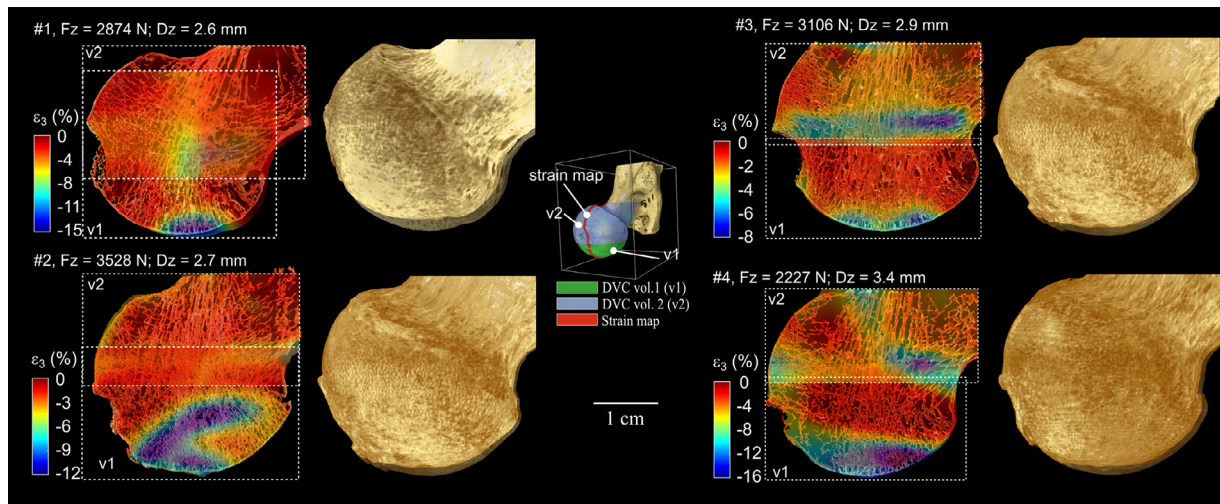 #1, Fz = 2874 N; Dz = 2.6 mm
v2
ε3 (%)
0
-4
-8
-11
-15
v1
#2, Fz = 3528 N; Dz = 2.7 mm
v2
ε3 (%)
0
-3
-6
-9
-12
v1
strain map
v2
v1
DVC vol.1 (v1)
DVC vol. 2 (v2)
Strain map
1 cm
#3, Fz = 3106 N; Dz = 2.9 mm
v2
ε3 (%)
0
-2
-4
-6
-8
v1
#4, Fz = 2227 N; Dz = 3.4 mm
v2
ε3 (%)
0
-4
-8
-12
-16
v1